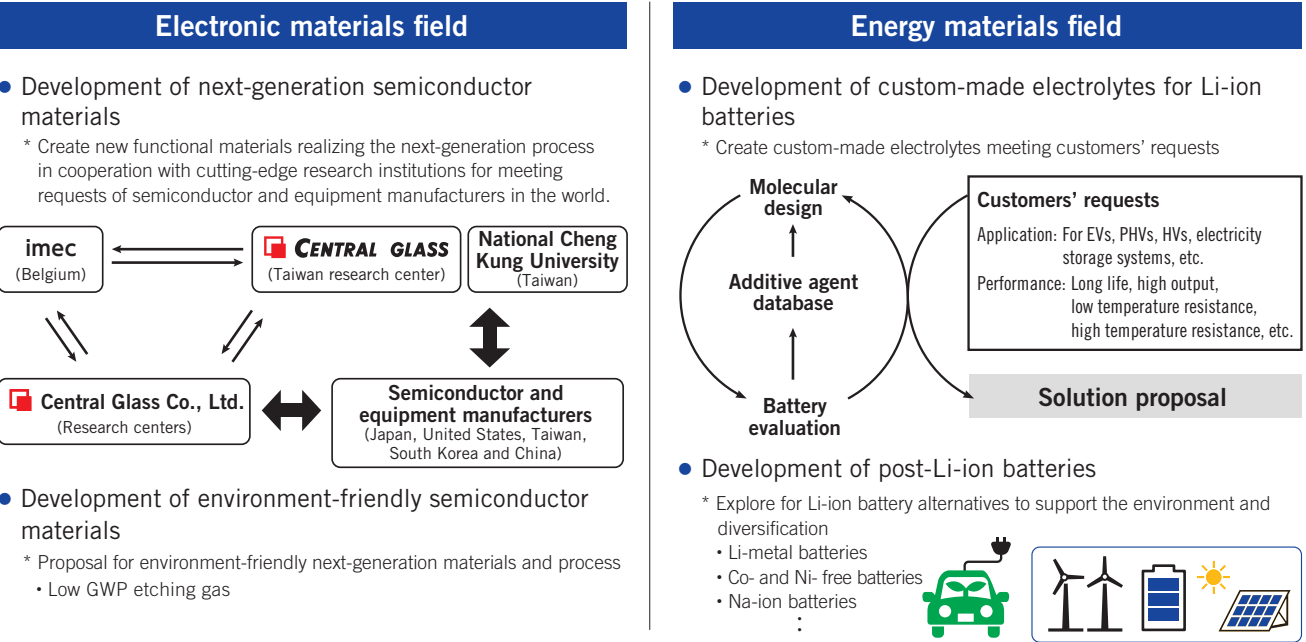 Electronic materials field
● Development of next-generation semiconductor
materials
* Create new functional materials realizing the next-generation process
in cooperation with cutting-edge research institutions for meeting
requests of semiconductor and equipment manufacturers in the world.
imec
(Belgium)
CENTRAL GLASS
(Taiwan research center)
National Cheng
Kung University
(Taiwan)
Central Glass Co., Ltd.
(Research centers)
Semiconductor and
equipment manufacturers
(Japan, United States, Taiwan,
South Korea and China)
● Development of environment-friendly semiconductor
materials
* Proposal for environment-friendly next-generation materials and process
• Low GWP etching gas
Energy materials field
● Development of custom-made electrolytes for Li-ion
batteries
* Create custom-made electrolytes meeting customers’ requests
Molecular
design
Additive agent
database
Battery
evaluation
Customers’ requests
Application: For EVs, PHVs, HVs, electricity
storage systems, etc.
Performance: Long life, high output,
low temperature resistance,
high temperature resistance, etc.
Solution proposal
● Development of post-Li-ion batteries
* Explore for Li-ion battery alternatives to support the environment and
diversification
• Li-metal batteries
• Co- and Ni- free batteries
• Na-ion batteries
⋮